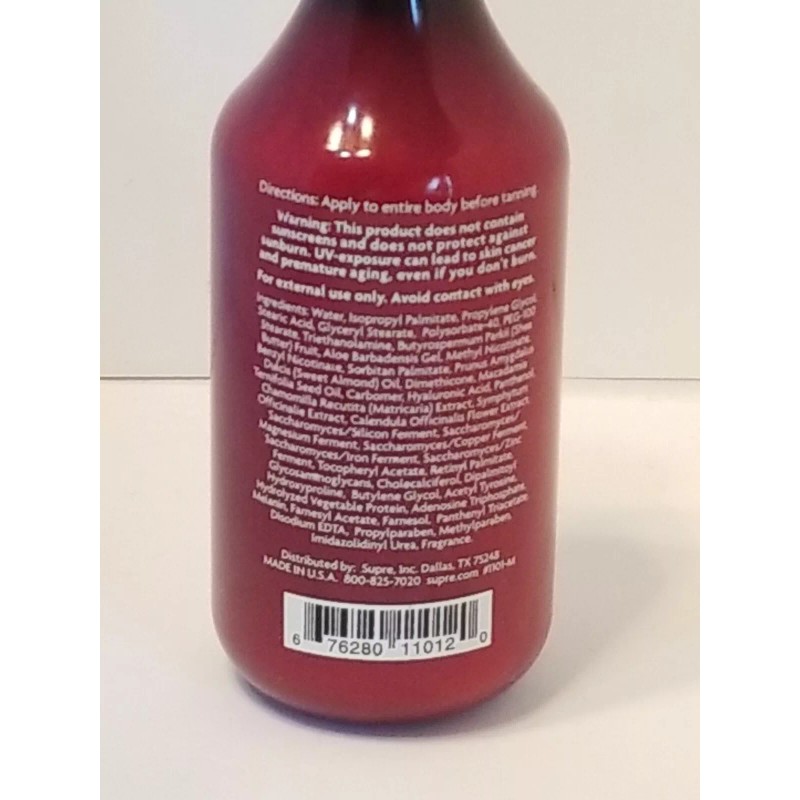 Directions: Apply to entire body before tanning.
Warning: This product does not contain
sunscreens and does not protect against
sunburn. UV-exposure can lead to skin cancer
and premature aging, even if you don't burn.
For external use only. Avoid contact with eyes.
Ingredients: Water, Isopropyl Palmitate, Propylene Glycol,
Stearic Acid, Glyceryl Stearate, Polysorbate-40, PEG-100
Stearate, Triethanolamine, Butyrospermum Parkii (Shea
Butter) Fruit, Aloe Barbadensis Gel, Methyl Nicotinate,
Benzyl Nicotinate, Sorbitan Palmitate, Prunus Amygdalus
Dulcis (Sweet Almond) Oil, Dimethicone, Macadamia
Ternifolia Seed Oil, Carbomer, Hyaluronic Acid, Panthenol,
Chamomilla Recutita (Matricaria) Extract, Symphytum
Officinale Extract, Calendula Officinalis Flower Extract,
Saccharomyces/Silicon Ferment, Saccharomyces/
Magnesium Ferment, Saccharomyces/Copper Ferment,
Saccharomyces/Iron Ferment, Saccharomyces/Zinc
Ferment, Tocopheryl Acetate, Retinyl Palmitate,
Glycosaminoglycans, Cholecalciferol, Dipalmitoyl
Hydroxyproline, Butylene Glycol, Acetyl Tyrosine,
Hydrolyzed Vegetable Protein, Adenosine Triphosphate,
Melanin, Farnesyl Acetate, Farnesol, Panthenyl Triacetate,
Disodium EDTA, Propylparaben, Methylparaben,
Imidazolidinyl Urea, Fragrance.
Distributed by: Supre, Inc. Dallas, TX 75248
MADE IN U.S.A. 800-825-7020 supre.com #1101-M
6 76280 11012 0